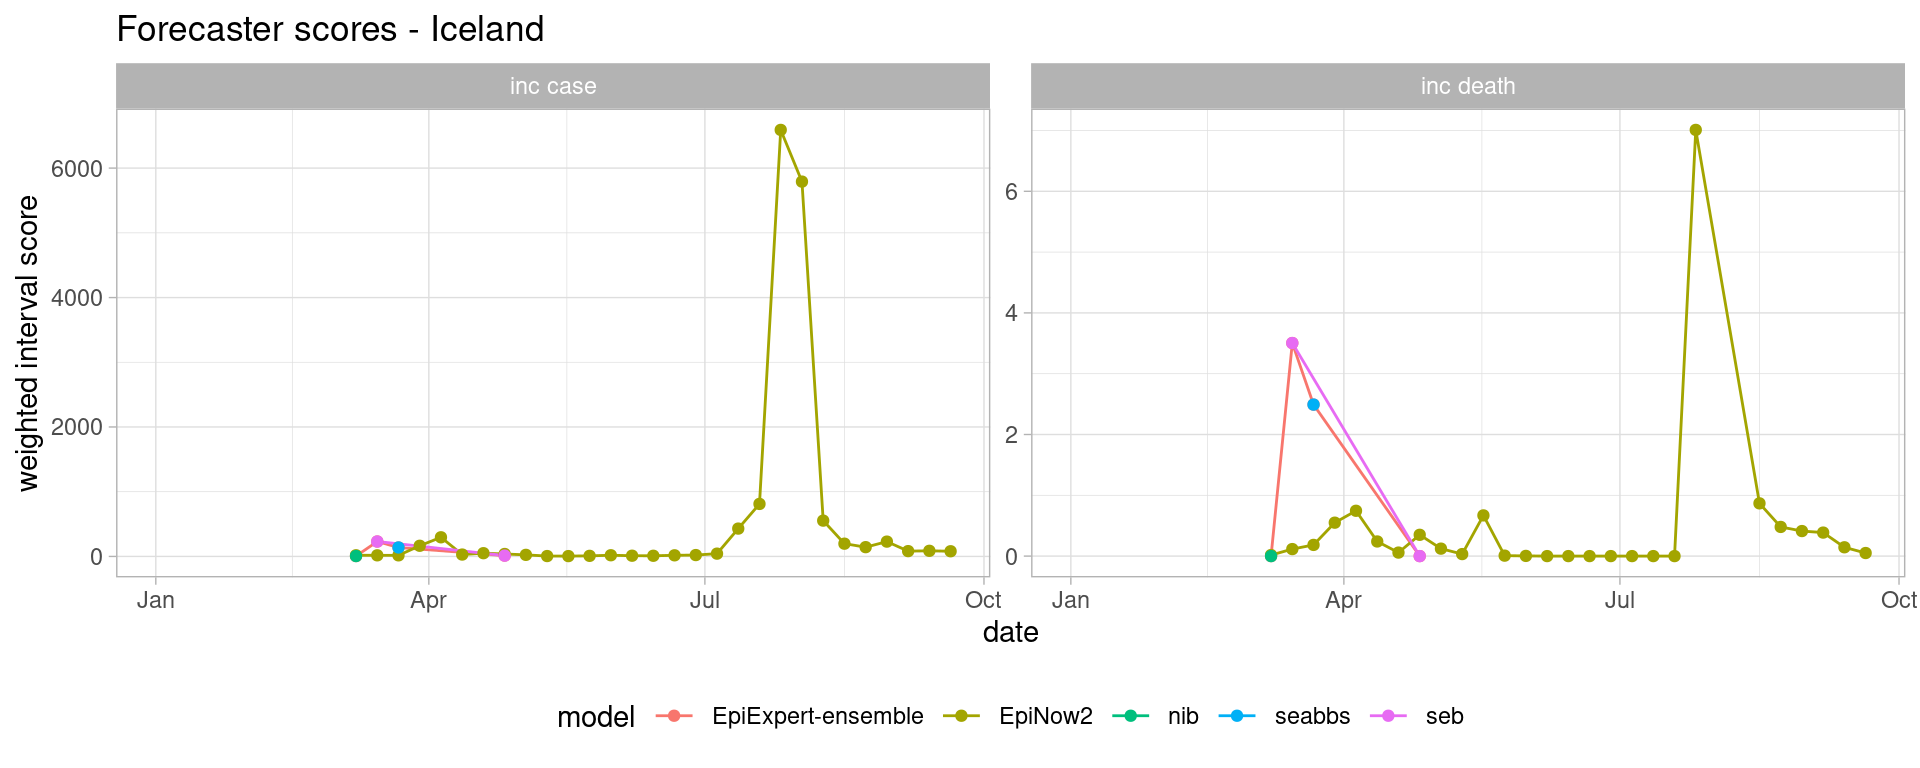 Forecaster scores - Iceland
inc case
inc death
weighted interval score
6000
4000
2000
0
6
4
2
0
Jan Apr Jul Oct
Jan Apr Jul Oct
date
model EpiExpert-ensemble EpiNow2 nib seabbs seb